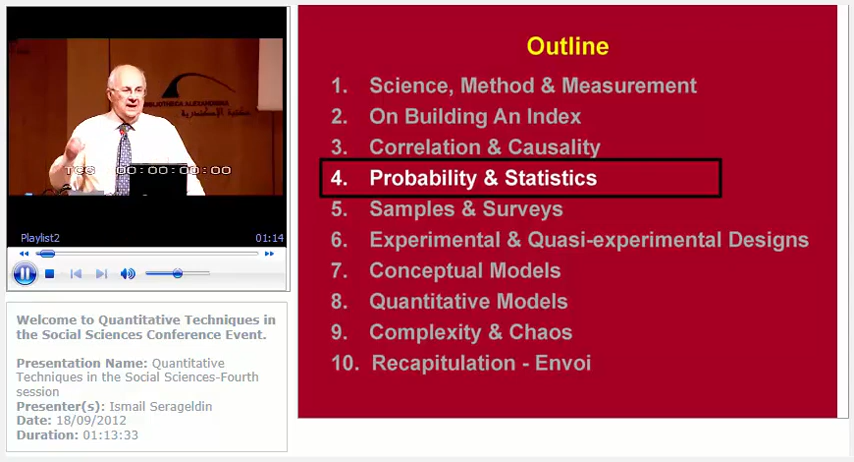 BIBLIOTHECA ALEXANDRINA
مكتبة الإسكندرية
TCG 00:00:00:00
Playlist2 01:14
Welcome to Quantitative Techniques in
the Social Sciences Conference Event.
Presentation Name: Quantitative
Techniques in the Social Sciences-Fourth
session
Presenter(s): Ismail Serageldin
Date: 18/09/2012
Duration: 01:13:33
Outline
1. Science, Method & Measurement
2. On Building An Index
3. Correlation & Causality
4. Probability & Statistics
5. Samples & Surveys
6. Experimental & Quasi-experimental Designs
7. Conceptual Models
8. Quantitative Models
9. Complexity & Chaos
10. Recapitulation - Envoi